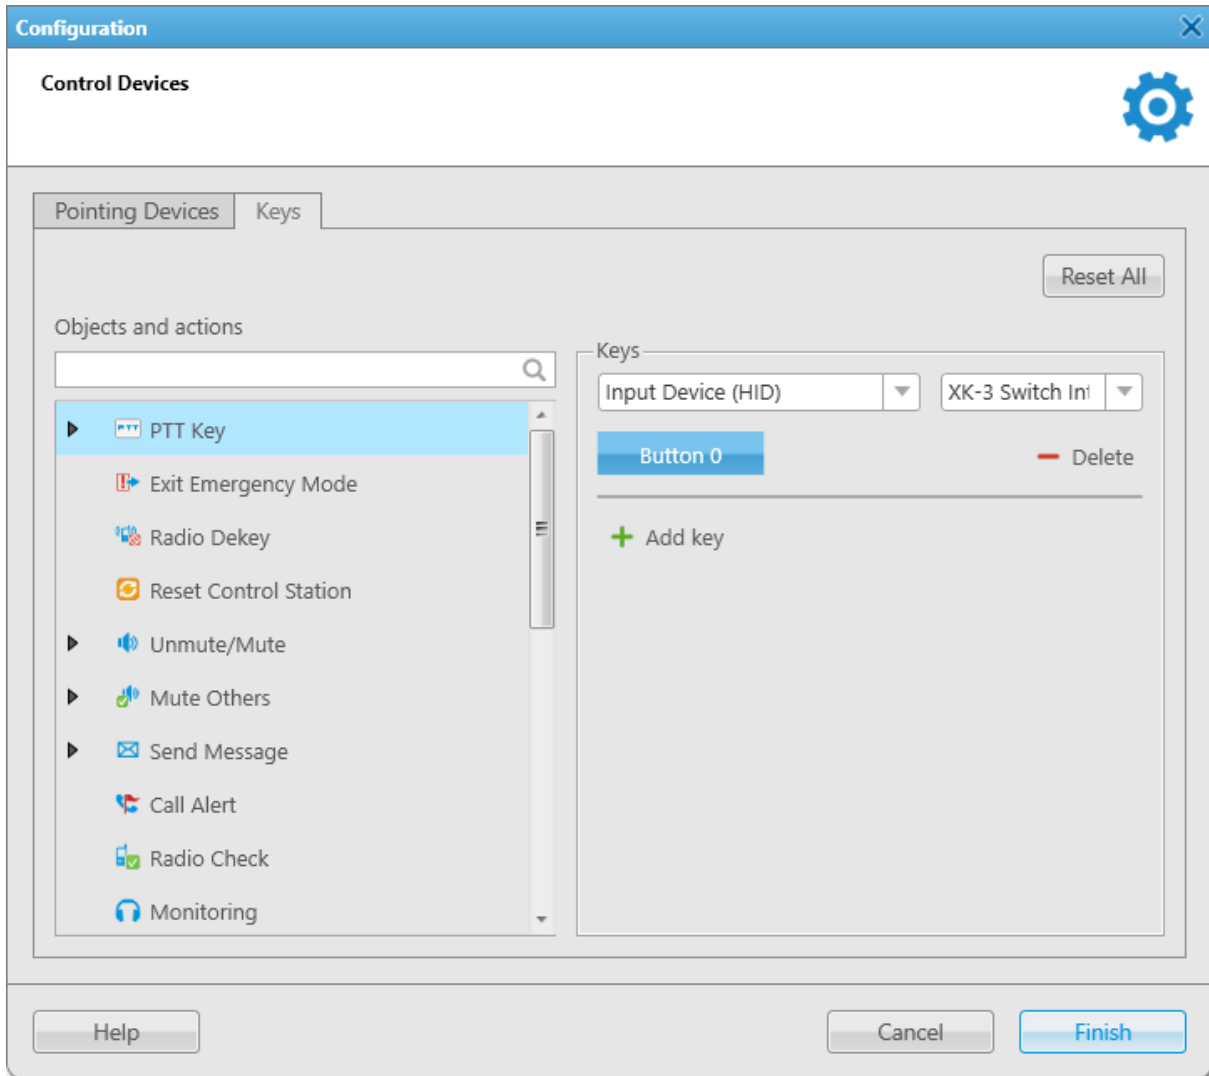 Configuration
Control Devices
Pointing Devices
Keys
Reset All
Objects and actions
PTT Key
Exit Emergency Mode
Radio Dekey
Reset Control Station
Unmute/Mute
Mute Others
Send Message
Call Alert
Radio Check
Monitoring
Keys
Input Device (HID)
XK-3 Switch Int
Button 0
Delete
Add key
Help
Cancel
Finish